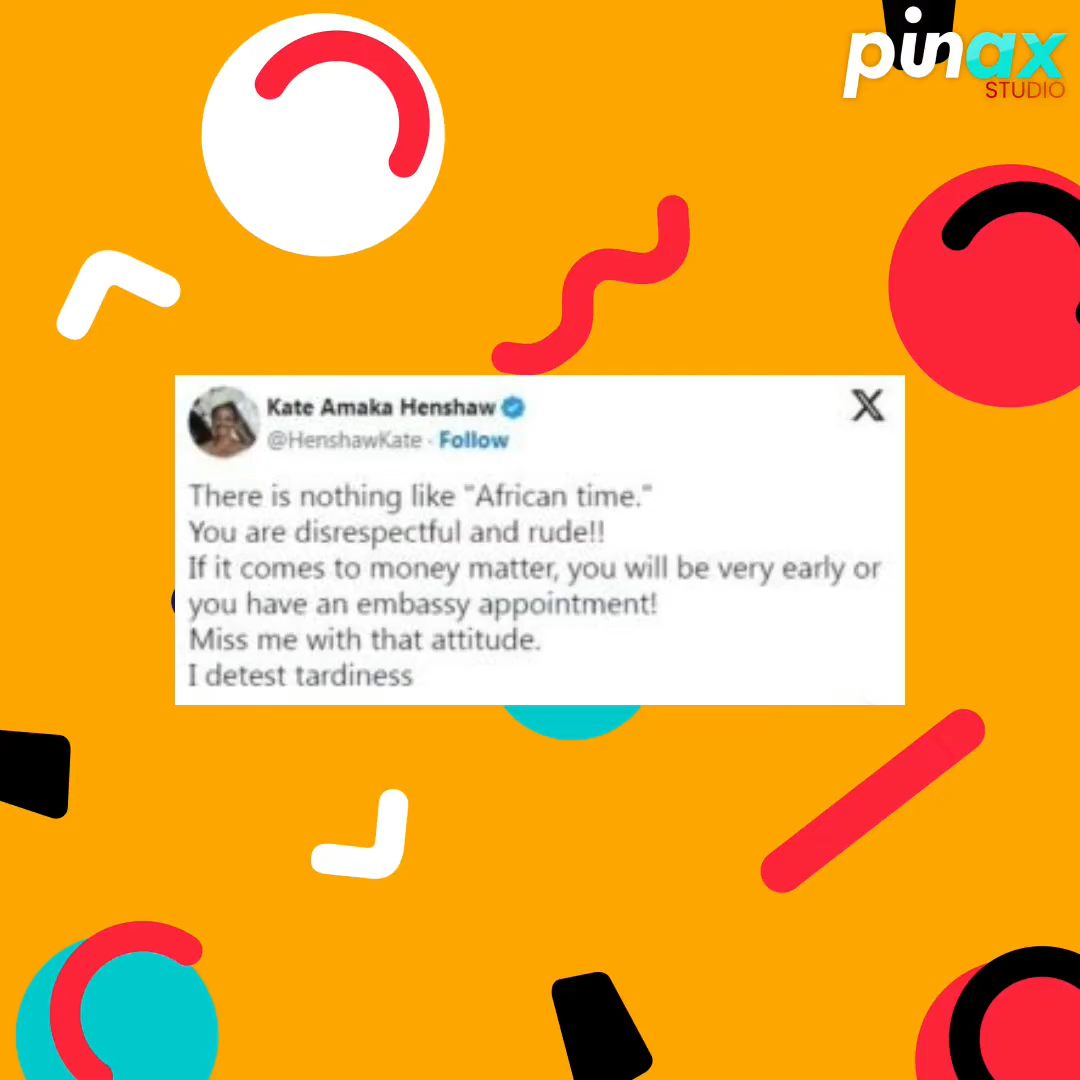 pinax
STUDIO
Kate Amaka Henshaw
@HenshawKate · Follow
There is nothing like "African time."
You are disrespectful and rude!!
If it comes to money matter, you will be very early or
you have an embassy appointment!
Miss me with that attitude.
I detest tardiness